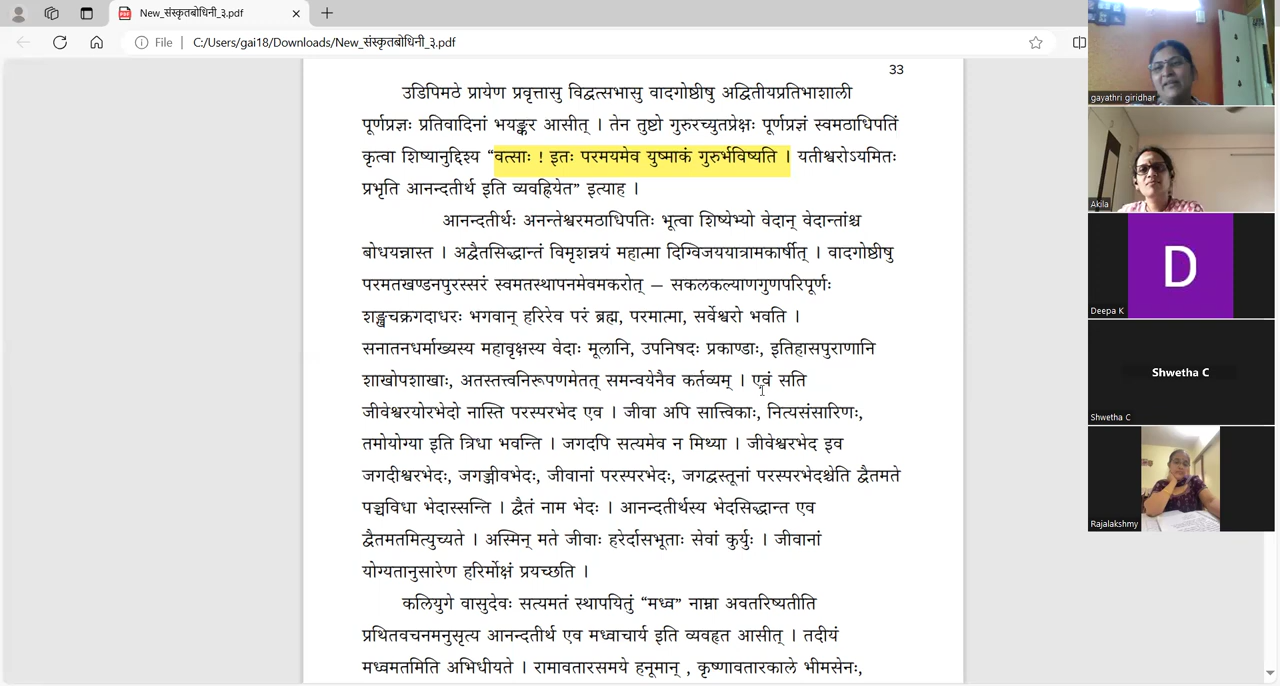 New_संस्कृतबोधिनी_३.pdf
File
C:/Users/gai18/Downloads/New_संस्कृतबोधिनी_३.pdf
33
उडिपिमठे प्रायेण प्रवृत्तासु विद्वत्सभासु वादगोष्ठीषु अद्वितीयप्रतिभाशाली
पूर्णप्रज्ञः प्रतिवादिनां भयङ्कर आसीत् । तेन तुष्टो गुरुरच्युतप्रेक्षः पूर्णप्रज्ञं स्वमठाधिपतिं
कृत्वा शिष्यानुद्दिश्य “वत्साः ! इतः परमयमेव युष्माकं गुरुर्भविष्यति । यतीश्वरोऽयमितः
प्रभृति आनन्दतीर्थ इति व्यवह्रियेत” इत्याह ।
आनन्दतीर्थः अनन्तेश्वरमठाधिपतिः भूत्वा शिष्येभ्यो वेदान् वेदान्तांश्च
बोधयन्नास्त । अद्वैतसिद्धान्तं विमृशन्नयं महात्मा दिग्विजययात्रामकार्षीत् । वादगोष्ठीषु
परमतखण्डनपुरस्सरं स्वमतस्थापनमेवमकरोत् – सकलकल्याणगुणपरिपूर्णः
शङ्खचक्रगदाधरः भगवान् हरिरेव परं ब्रह्म, परमात्मा, सर्वेश्वरो भवति ।
सनातनधर्माख्यस्य महावृक्षस्य वेदाः मूलानि, उपनिषदः प्रकाण्डाः, इतिहासपुराणानि
शाखोपशाखाः, अतस्तत्त्वनिरूपणमेतत् समन्वयेनैव कर्तव्यम् । एवं सति
जीवेश्वरयोरभेदो नास्ति परस्परभेद एव । जीवा अपि सात्त्विकाः, नित्यसंसारिणः,
तमोयोग्या इति त्रिधा भवन्ति । जगदपि सत्यमेव न मिथ्या । जीवेश्वरभेद इव
जगदीश्वरभेदः, जगज्जीवभेदः, जीवानां परस्परभेदः, जगद्वस्तूनां परस्परभेदश्चेति द्वैतमते
पञ्चविधा भेदास्सन्ति । द्वैतं नाम भेदः । आनन्दतीर्थस्य भेदसिद्धान्त एव
द्वैतमतमित्युच्यते । अस्मिन् मते जीवाः हरेर्दासभूताः सेवां कुर्युः । जीवानां
योग्यतानुसारेण हरिर्मोक्षं प्रयच्छति ।
कलियुगे वासुदेवः सत्यमतं स्थापयितुं “मध्व” नाम्ना अवतरिष्यतीति
प्रथितवचनमनुसृत्य आनन्दतीर्थ एव मध्वाचार्य इति व्यवहृत आसीत् । तदीयं
मध्वमतमिति अभिधीयते । रामावतारसमये हनूमान् , कृष्णावतारकाले भीमसेनः,
gayathri giridhar
Akila
D
Deepa K
Shwetha C
Shwetha C
Rajalakshmy